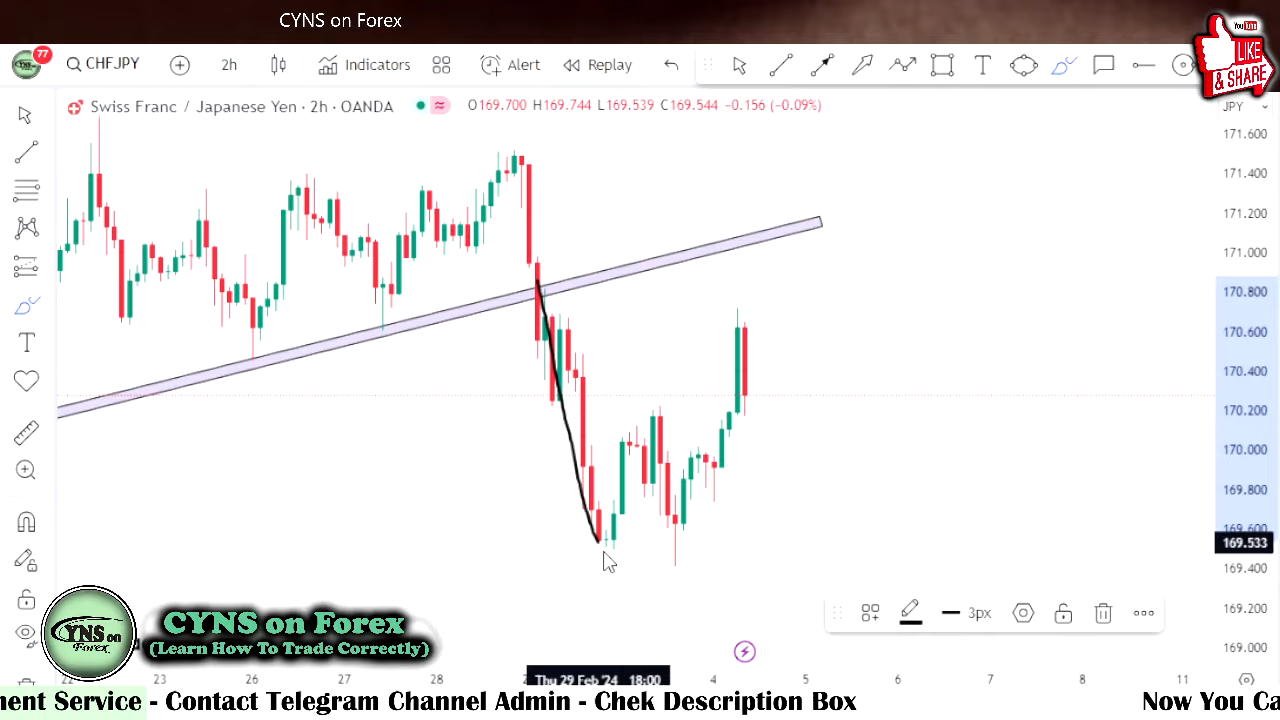 CYNS on Forex
YouTube
LIKE
& SHARE
77
CHFJPY
2h
Indicators
Alert
Replay
Swiss Franc / Japanese Yen · 2h · OANDA
O169.700 H169.744 L169.539 C169.544 −0.156 (−0.09%)
JPY
171.600
171.400
171.200
171.000
170.800
170.600
170.400
170.200
170.000
169.800
169.600
169.533
169.400
169.200
169.000
3px
CYNS on Forex
(Learn How To Trade Correctly)
YNS on
Forex
23
26
27
28
Thu 29 Feb '24 18:00
4
5
6
7
8
11
ment Service - Contact Telegram Channel Admin - Chek Description Box
Now You Ca